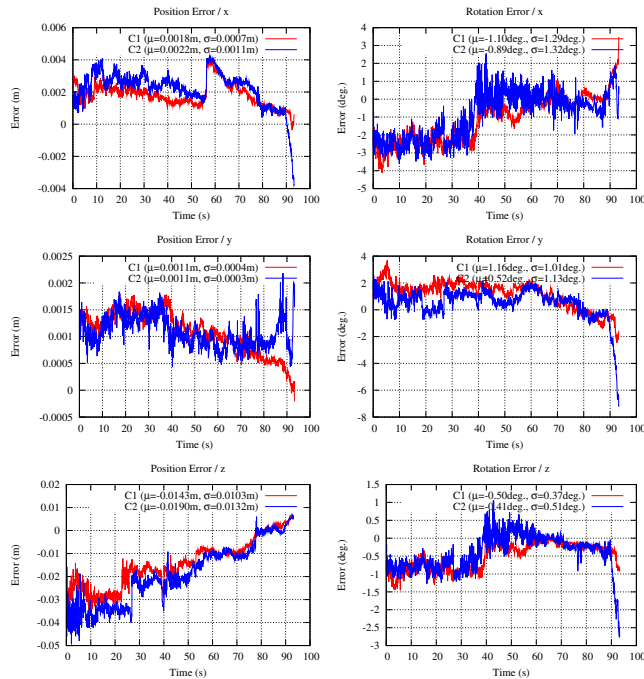 Position Error / x
C1 (μ=0.0018m, σ=0.0007m)
C2 (μ=0.0022m, σ=0.0011m)
0.006
0.004
0.002
0
-0.002
-0.004
Error (m)
0 10 20 30 40 50 60 70 80 90 100
Time (s)
Rotation Error / x
C1 (μ=-1.10deg., σ=1.29deg.)
C2 (μ=-0.89deg., σ=1.32deg.)
4
3
2
1
0
-1
-2
-3
-4
-5
Error (deg.)
0 10 20 30 40 50 60 70 80 90 100
Time (s)
Position Error / y
C1 (μ=0.0011m, σ=0.0004m)
C2 (μ=0.0011m, σ=0.0003m)
0.0025
0.002
0.0015
0.001
0.0005
0
-0.0005
Error (m)
0 10 20 30 40 50 60 70 80 90 100
Time (s)
Rotation Error / y
C1 (μ=1.16deg., σ=1.01deg.)
C2 (μ=0.52deg., σ=1.13deg.)
4
2
0
-2
-4
-6
-8
Error (deg.)
0 10 20 30 40 50 60 70 80 90 100
Time (s)
Position Error / z
C1 (μ=-0.0143m, σ=0.0103m)
C2 (μ=-0.0190m, σ=0.0132m)
0.02
0.01
0
-0.01
-0.02
-0.03
-0.04
-0.05
Error (m)
0 10 20 30 40 50 60 70 80 90 100
Time (s)
Rotation Error / z
C1 (μ=-0.50deg., σ=0.37deg.)
C2 (μ=-0.41deg., σ=0.51deg.)
1.5
1
0.5
0
-0.5
-1
-1.5
-2
-2.5
-3
Error (deg.)
0 10 20 30 40 50 60 70 80 90 100
Time (s)